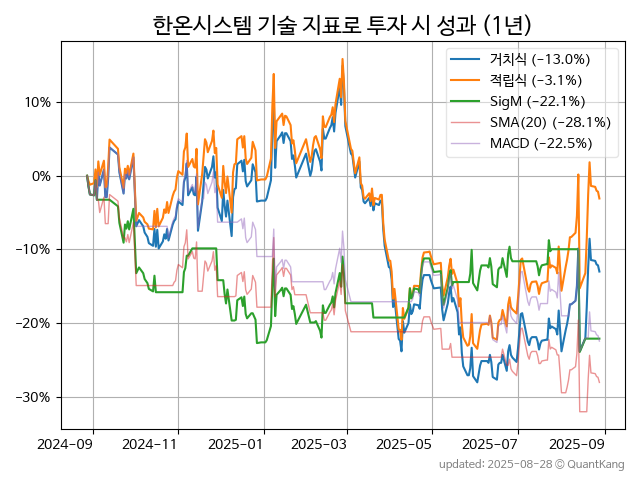 한온시스템 기술 지표로 투자 시 성과 (1년)
거치식 (-13.0%)
적립식 (-3.1%)
SigM (-22.1%)
SMA(20) (-28.1%)
MACD (-22.5%)
10%
0%
-10%
-20%
-30%
2024-09 2024-11 2025-01 2025-03 2025-05 2025-07 2025-09
updated: 2025-08-28 © QuantKang